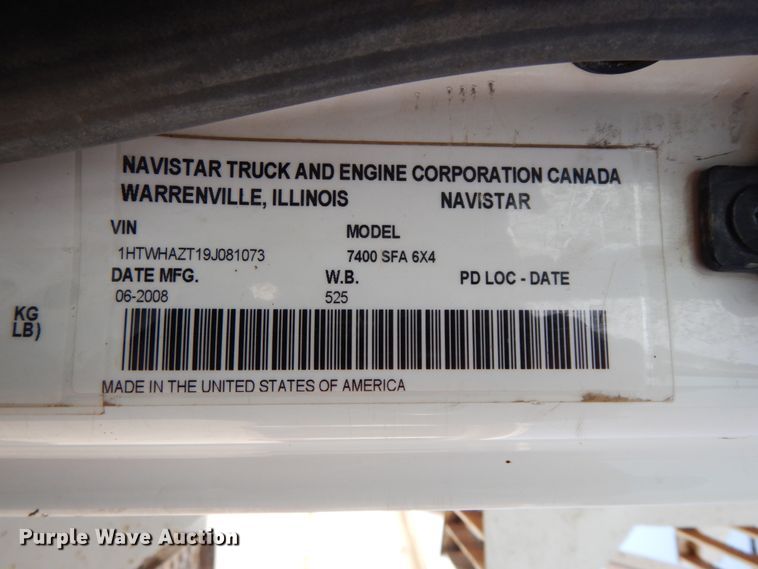 NAVISTAR TRUCK AND ENGINE CORPORATION CANADA
WARRENVILLE, ILLINOIS NAVISTAR
VIN MODEL
1HTWHAZT19J081073 7400 SFA 6X4
DATE MFG. W.B. PD LOC - DATE
06-2008 525
KG
LB)
MADE IN THE UNITED STATES OF AMERICA
Purple Wave Auction